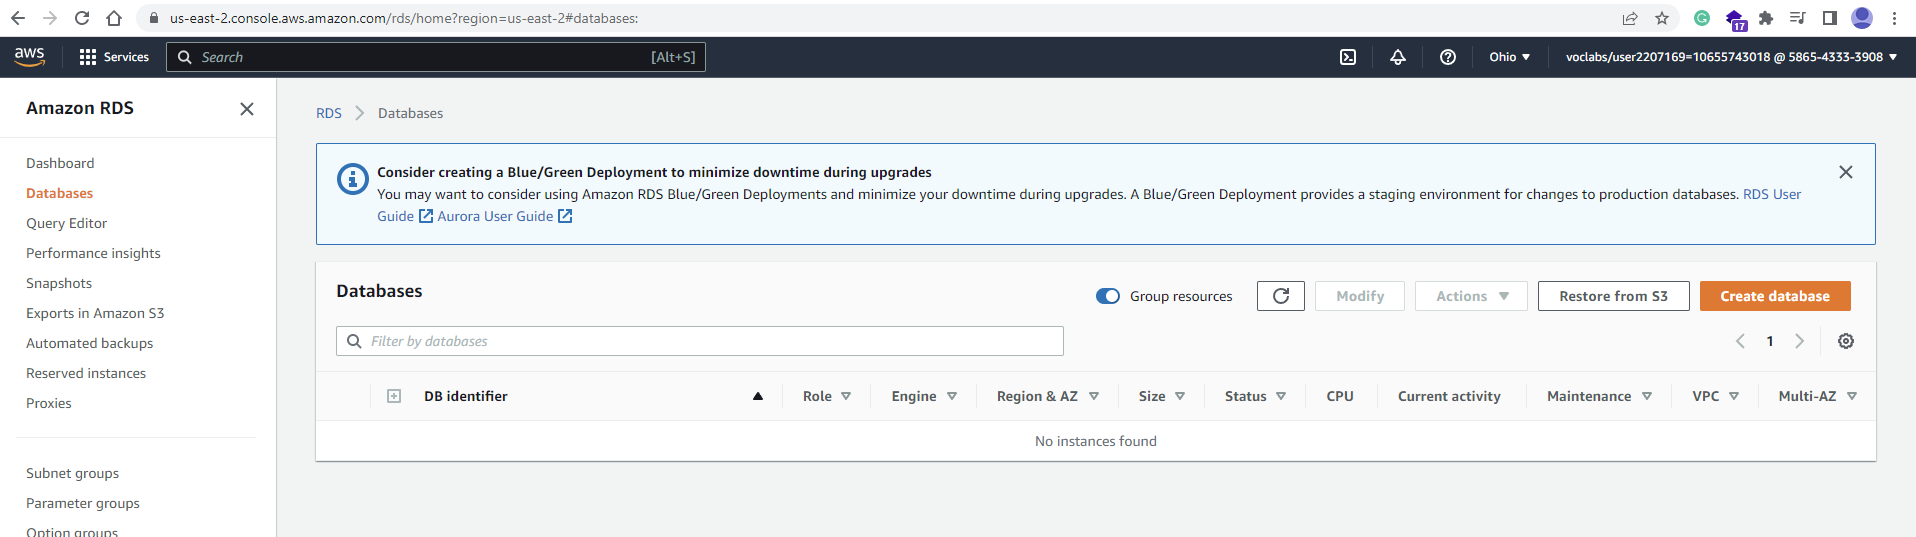 us-east-2.console.aws.amazon.com/rds/home?region=us-east-2#databases:
17
aws
Services
Search
[Alt+S]
Ohio
voclabs/user2207169=10655743018 @ 5865-4333-3908
Amazon RDS
Dashboard
Databases
Query Editor
Performance insights
Snapshots
Exports in Amazon S3
Automated backups
Reserved instances
Proxies
Subnet groups
Parameter groups
Option groups
RDS
Databases
Consider creating a Blue/Green Deployment to minimize downtime during upgrades
You may want to consider using Amazon RDS Blue/Green Deployments and minimize your downtime during upgrades. A Blue/Green Deployment provides a staging environment for changes to production databases. RDS User
Guide Aurora User Guide
Databases
Group resources
Modify
Actions
Restore from S3
Create database
Filter by databases
1
DB identifier
Role
Engine
Region & AZ
Size
Status
CPU
Current activity
Maintenance
VPC
Multi-AZ
No instances found